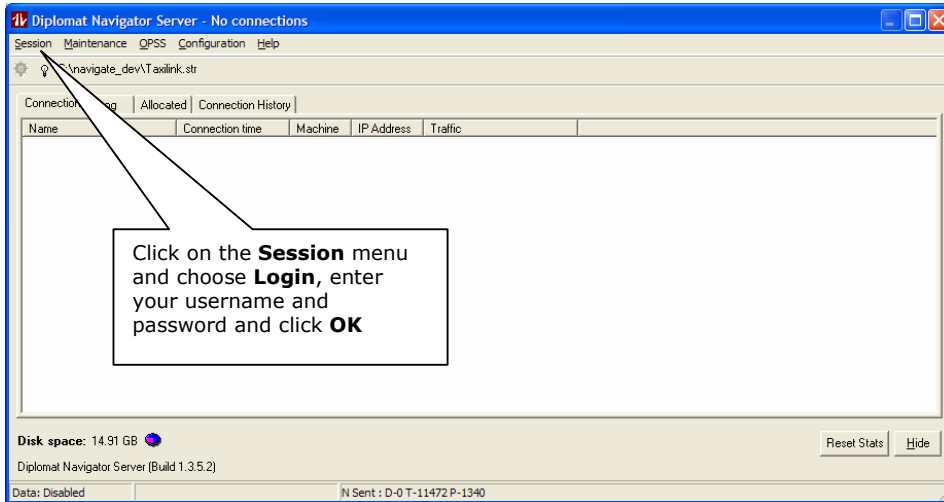 Diplomat Navigator Server - No connections
Session Maintenance OPSS Configuration Help
:\navigate_dev\Taxilink.str
Connection og Allocated Connection History
Name Connection time Machine IP Address Traffic
Click on the Session menu
and choose Login, enter
your username and
password and click OK
Disk space: 14.91 GB
Reset Stats Hide
Diplomat Navigator Server (Build 1.3.5.2)
Data: Disabled N Sent : D-0 T-11472 P-1340